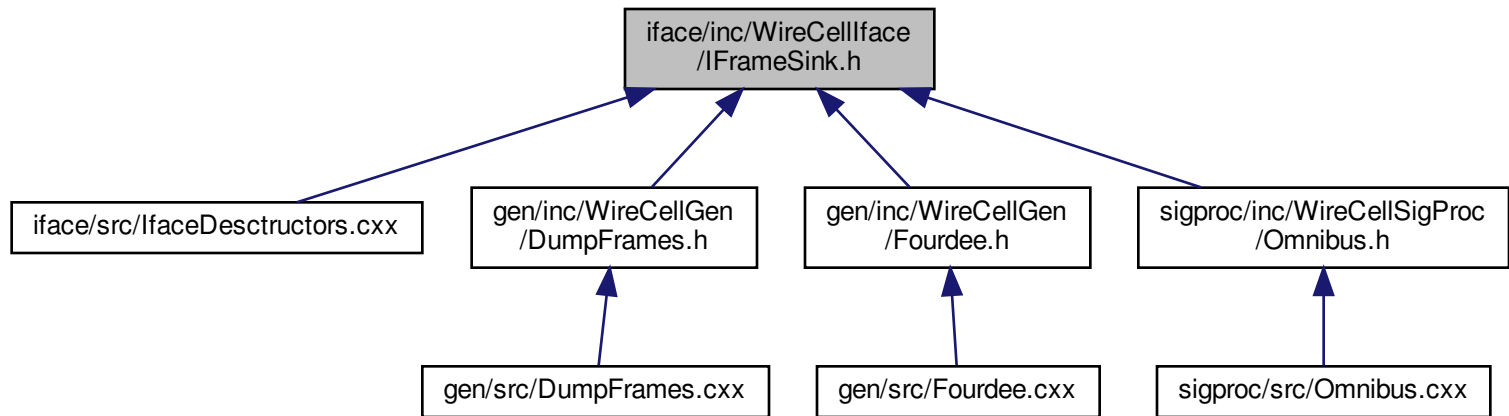 iface/inc/WireCellIface
/IFrameSink.h
iface/src/IfaceDesctructors.cxx
gen/inc/WireCellGen
/DumpFrames.h
gen/inc/WireCellGen
/Fourdee.h
sigproc/inc/WireCellSigProc
/Omnibus.h
gen/src/DumpFrames.cxx
gen/src/Fourdee.cxx
sigproc/src/Omnibus.cxx